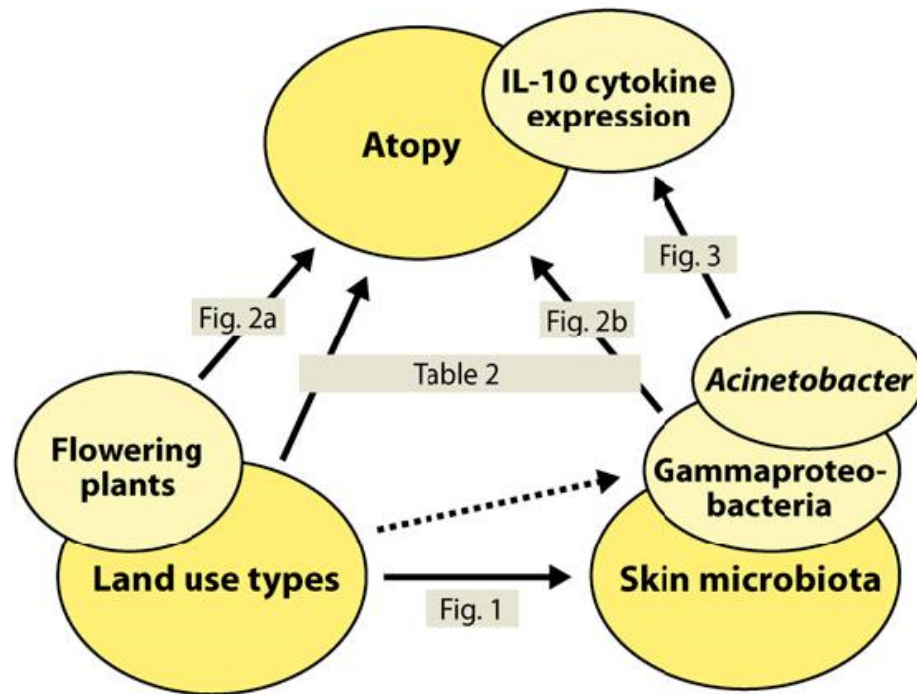 IL-10 cytokine
expression
Atopy
Fig. 3
Fig. 2a
Fig. 2b
Table 2
Acinetobacter
Flowering
plants
Gammaproteo-
bacteria
Land use types
Skin microbiota
Fig. 1